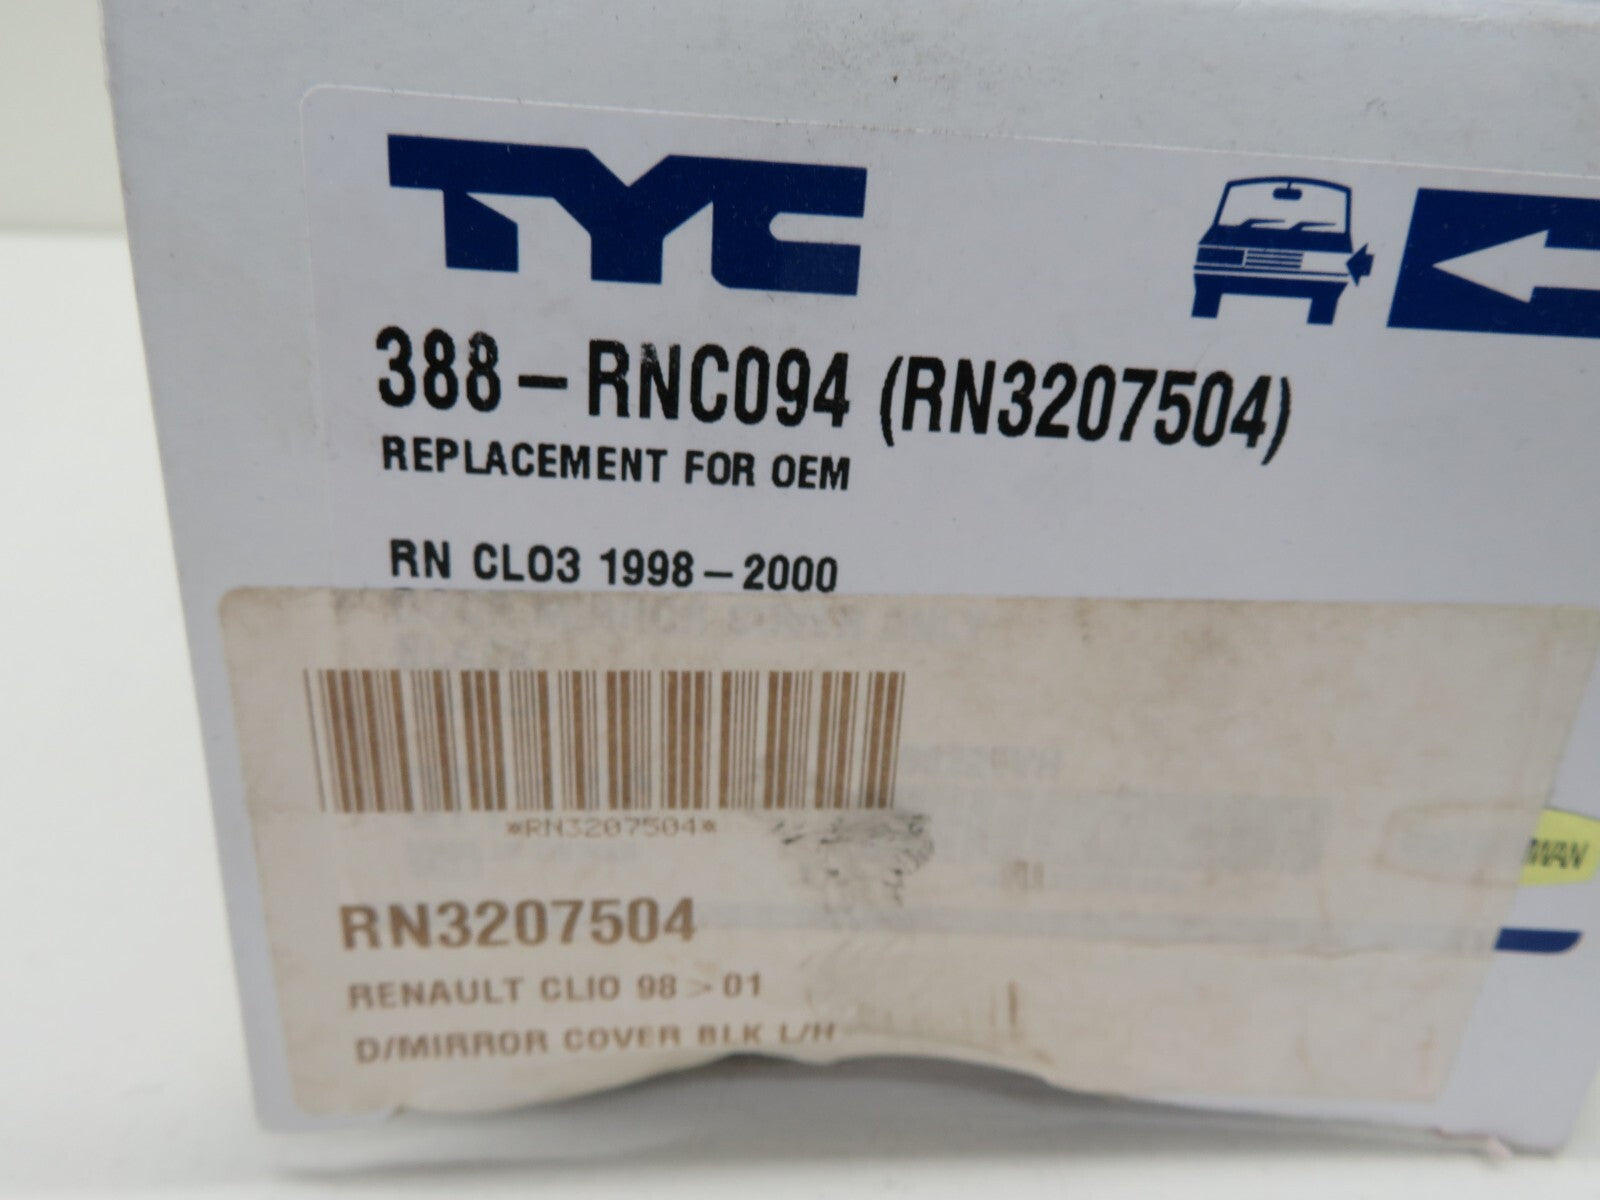 TYC
388-RNC094 (RN3207504)
REPLACEMENT FOR OEM
RN CLO3 1998-2000
*RN3207504*
RN3207504
RENAULT CLIO 98>01
D/MIRROR COVER BLK L/H